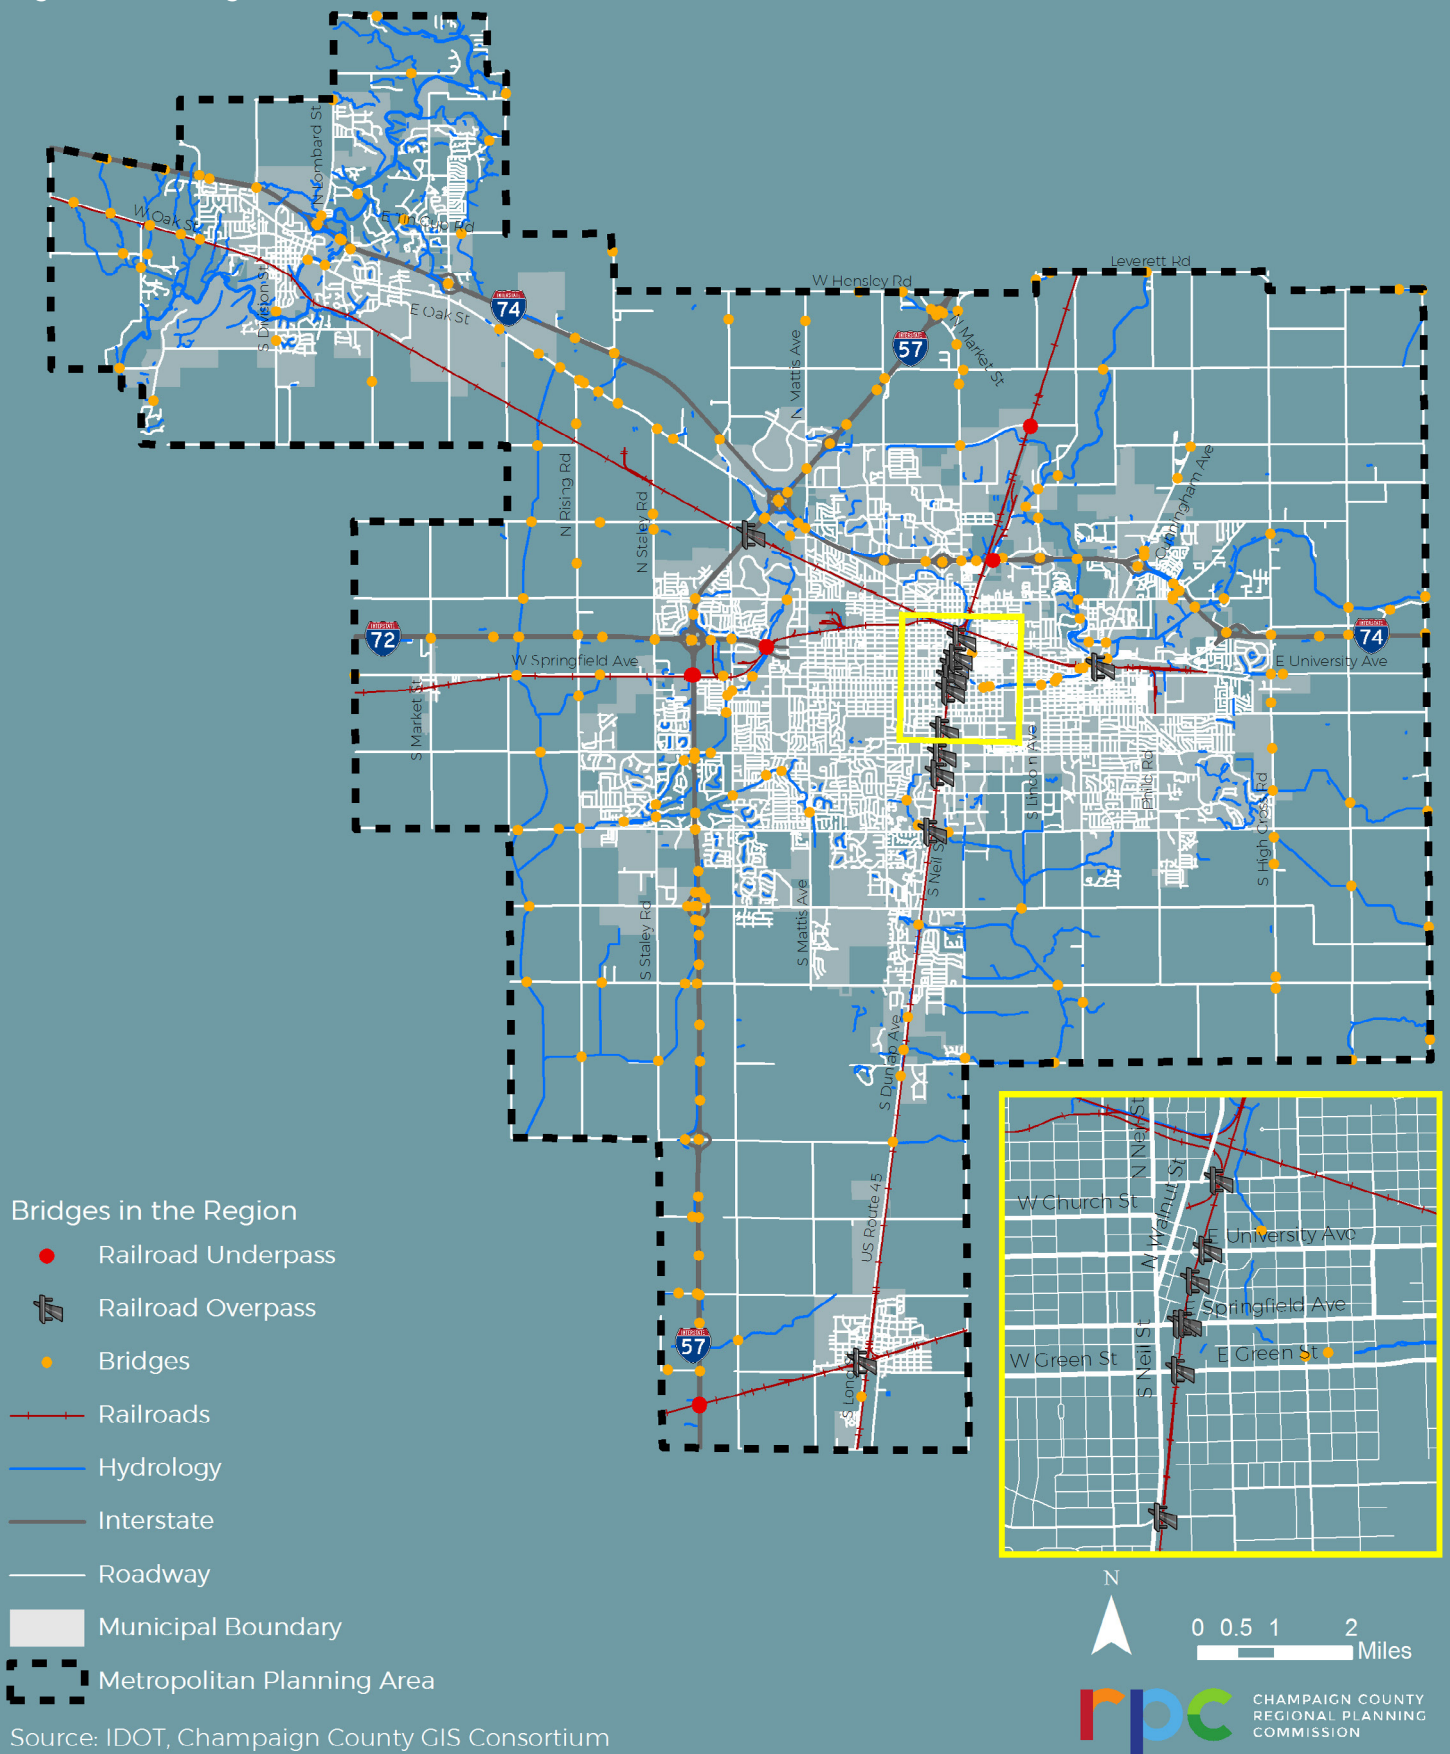 N Lombard St
W Oak St
E Tin Cup Rd
S Division St
E Oak St
INTERSTATE
74
W Hensley Rd
Leverett Rd
INTERSTATE
57
N Market St
N Mattis Ave
N Rising Rd
N Staley Rd
Cunningham Ave
INTERSTATE
72
W Springfield Ave
INTERSTATE
74
E University Ave
S Market St
S Lincoln Ave
Philo Rd
S High Cross Rd
S Neil St
S Mattis Ave
S Staley Rd
S Dunlap Ave
US Route 45
INTERSTATE
57
N Neil St
N Walnut St
W Church St
E University Ave
Springfield Ave
S Neil St
W Green St
E Green St
Bridges in the Region
Railroad Underpass
Railroad Overpass
Bridges
Railroads
Hydrology
Interstate
Roadway
Municipal Boundary
Metropolitan Planning Area
Source: IDOT, Champaign County GIS Consortium
N
0 0.5 1 2
Miles
rpc
CHAMPAIGN COUNTY
REGIONAL PLANNING
COMMISSION